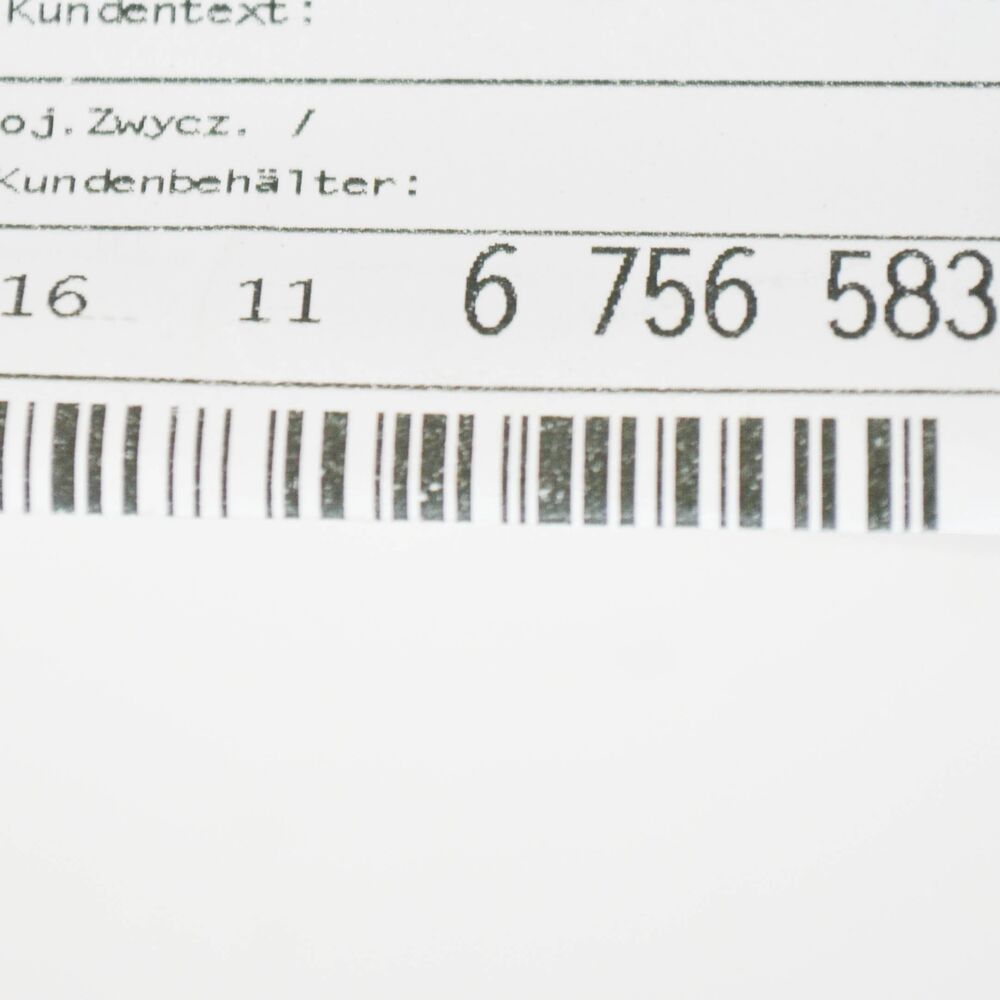 Kundentext:
oj.Zwycz. /
Kundenbehälter:
16 11 6 756 583